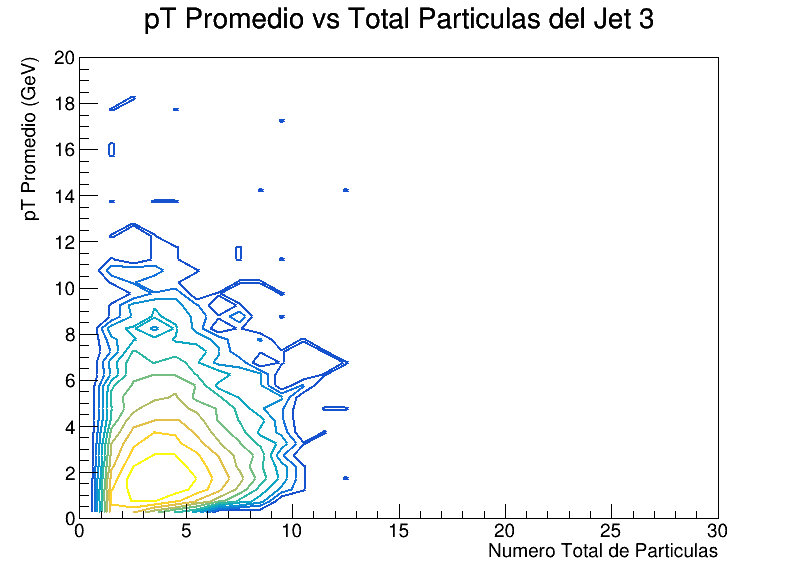 pT Promedio vs Total Particulas del Jet 3
pT Promedio (GeV)
20
18
16
14
12
10
8
6
4
2
0
0 5 10 15 20 25 30
Numero Total de Particulas